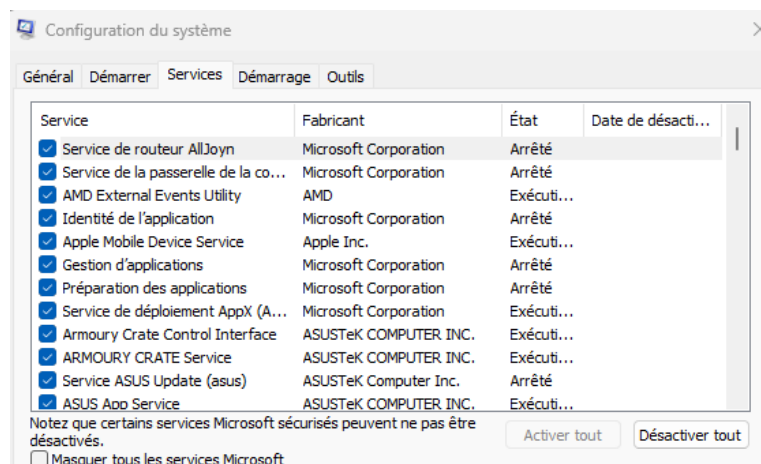 Configuration du système
Général Démarrer Services Démarrage Outils
Service Fabricant État Date de désacti...
Service de routeur AllJoyn Microsoft Corporation Arrêté
Service de la passerelle de la co... Microsoft Corporation Arrêté
AMD External Events Utility AMD Exécuti...
Identité de l'application Microsoft Corporation Arrêté
Apple Mobile Device Service Apple Inc. Exécuti...
Gestion d'applications Microsoft Corporation Arrêté
Préparation des applications Microsoft Corporation Arrêté
Service de déploiement AppX (A... Microsoft Corporation Exécuti...
Armoury Crate Control Interface ASUSTeK COMPUTER INC. Exécuti...
ARMOURY CRATE Service ASUSTeK COMPUTER INC. Exécuti...
Service ASUS Update (asus) ASUSTeK Computer Inc. Arrêté
ASUS App Service ASUSTeK COMPUTER INC. Exécuti...
Notez que certains services Microsoft sécurisés peuvent ne pas être
désactivés.
Activer tout Désactiver tout
Masquer tous les services Microsoft